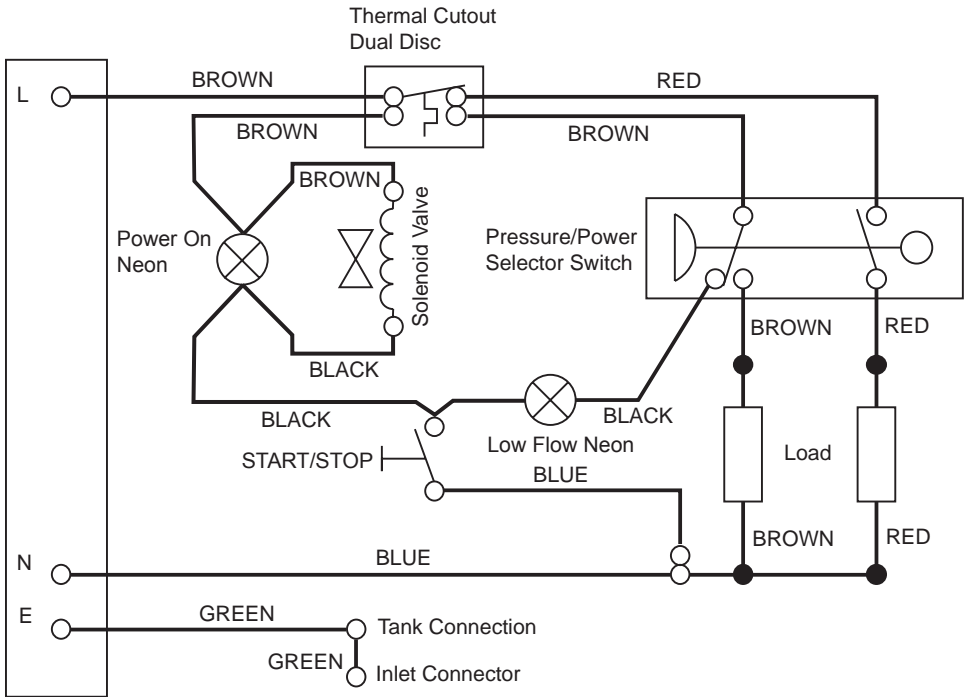 Thermal Cutout
Dual Disc
L
BROWN
RED
BROWN
BROWN
BROWN
Solenoid Valve
Power On
Neon
Pressure/Power
Selector Switch
BROWN
RED
BLACK
BLACK
BLACK
Low Flow Neon
Load
START/STOP
BLUE
BROWN
RED
N
BLUE
E
GREEN
Tank Connection
GREEN
Inlet Connector